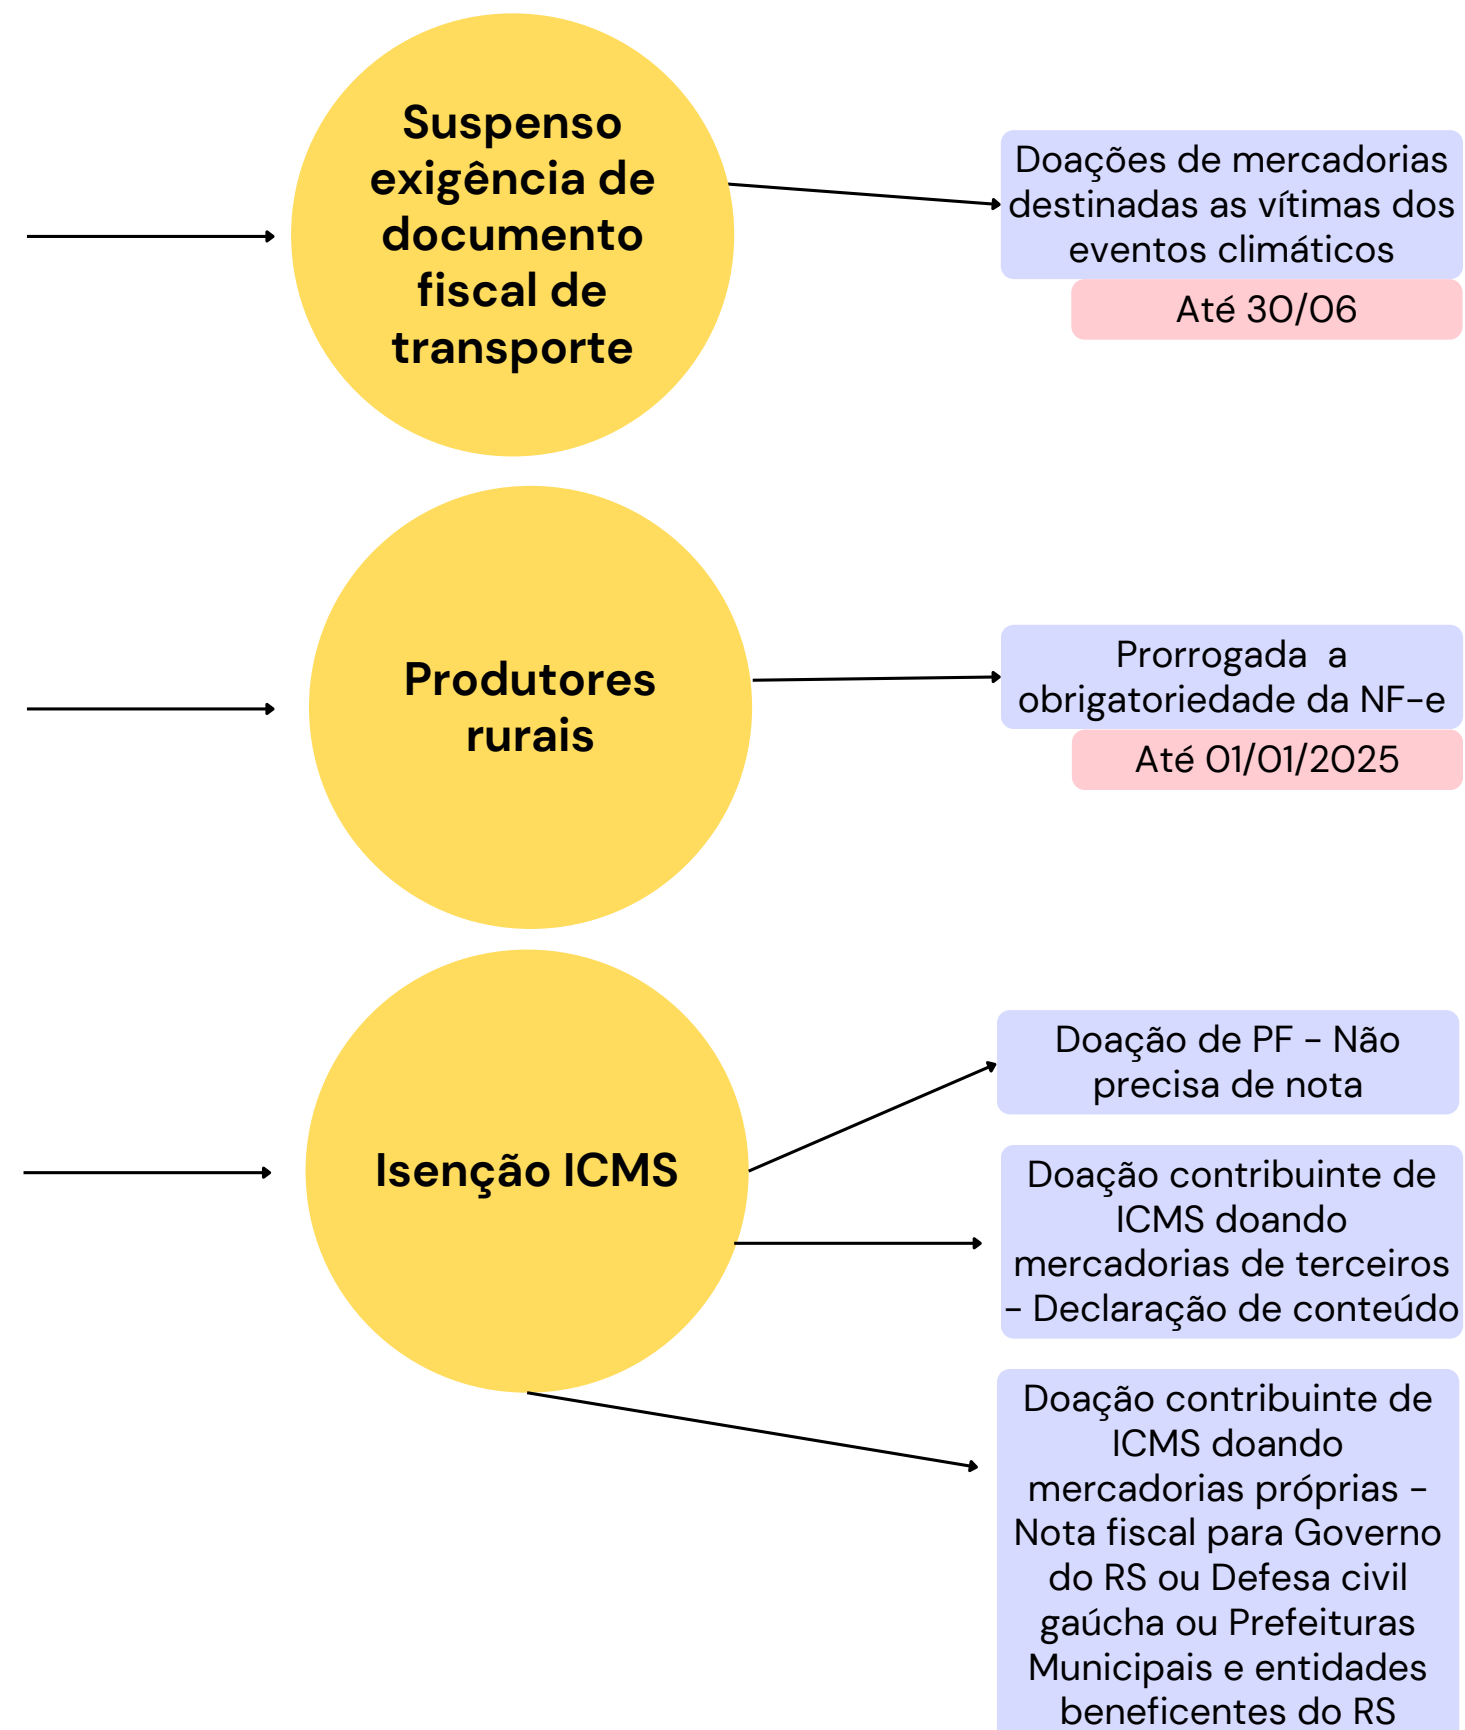 Suspenso
exigência de
documento
fiscal de
transporte
Doações de mercadorias
destinadas as vítimas dos
eventos climáticos
Até 30/06
Produtores
rurais
Prorrogada  a
obrigatoriedade da NF-e
Até 01/01/2025
Isenção ICMS
Doação de PF - Não
precisa de nota
Doação contribuinte de
ICMS doando
mercadorias de terceiros
- Declaração de conteúdo
Doação contribuinte de
ICMS doando
mercadorias próprias -
Nota fiscal para Governo
do RS ou Defesa civil
gaúcha ou Prefeituras
Municipais e entidades
beneficentes do RS